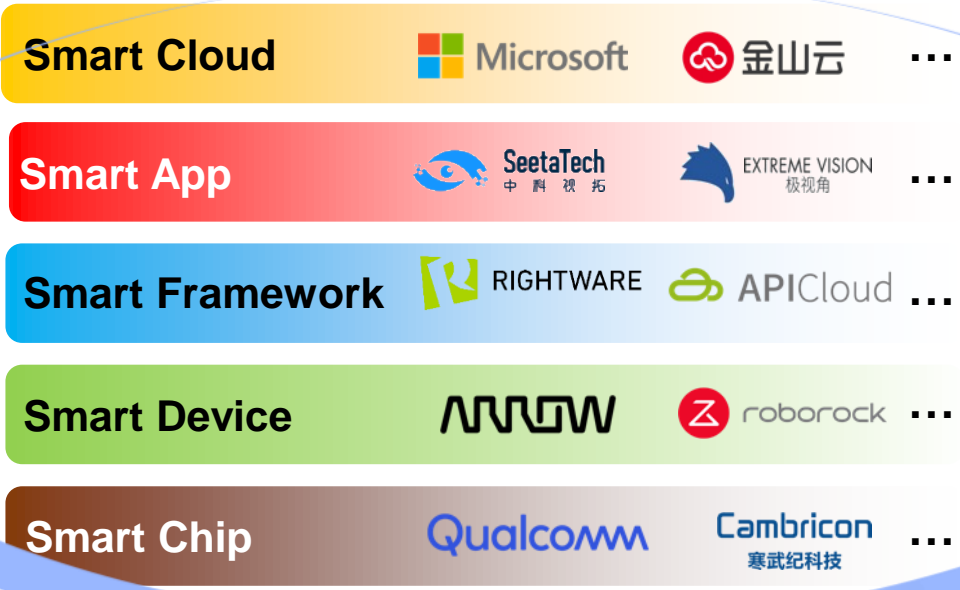 Smart Cloud Microsoft 金山云 ...
Smart App SeetaTech EXTREME VISION ...
中科视拓 极视角
Smart Framework RIGHTWARE APICloud ...
Smart Device ARROW roborock ...
Smart Chip Qualcomm Cambricon ...
寒武纪科技